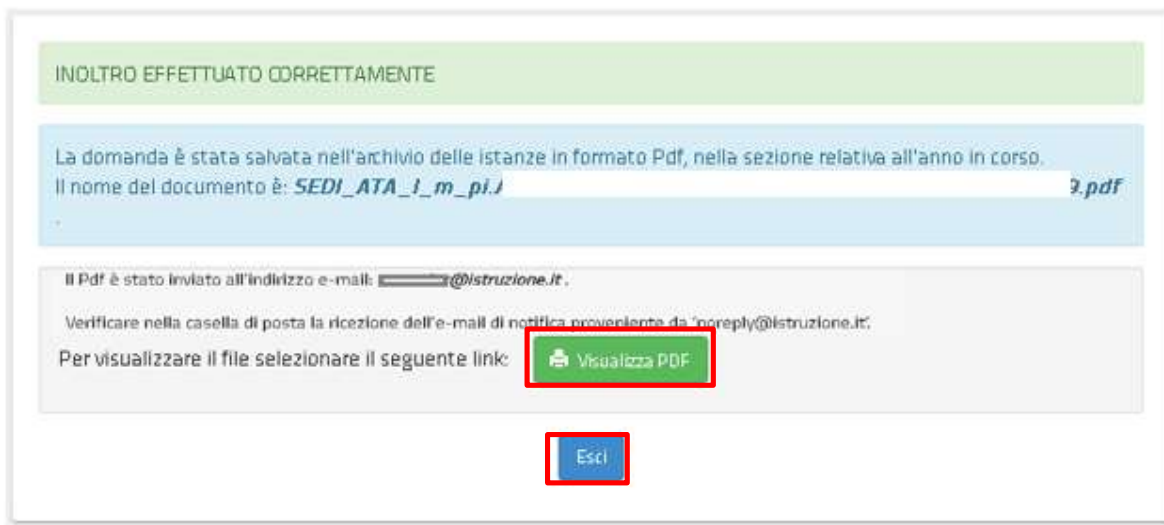 INOLTRO EFFETTUATO CORRETTAMENTE
La domanda è stata salvata nell'archivio delle istanze in formato Pdf, nella sezione relativa all'anno in corso.
Il nome del documento è: SEDI_ATA_I_m_pi. 9.pdf
.
Il Pdf è stato inviato all'indirizzo e-mail: @istruzione.it .
Verificare nella casella di posta la ricezione dell'e-mail di notifica proveniente da 'noreply@istruzione.it'.
Per visualizzare il file selezionare il seguente link: Visualizza PDF
Esci